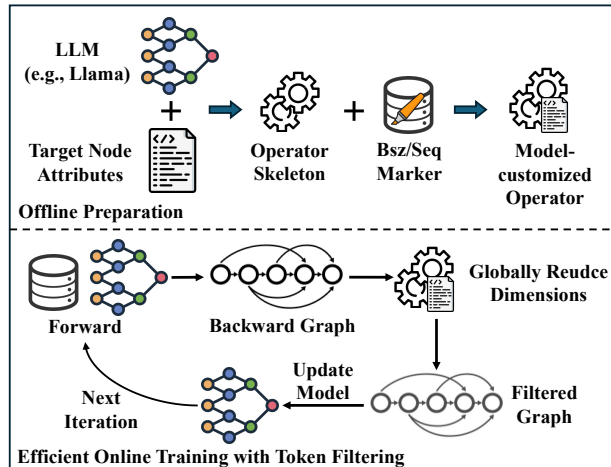 LLM
(e.g., Llama)
+
Target Node
Attributes
</>
Operator
Skeleton
+
Bsz/Seq
Marker
</>
Model-
customized
Operator
Offline Preparation
Forward
Backward Graph
</>
Globally Reudce
Dimensions
Next
Iteration
Update
Model
Filtered
Graph
Efficient Online Training with Token Filtering